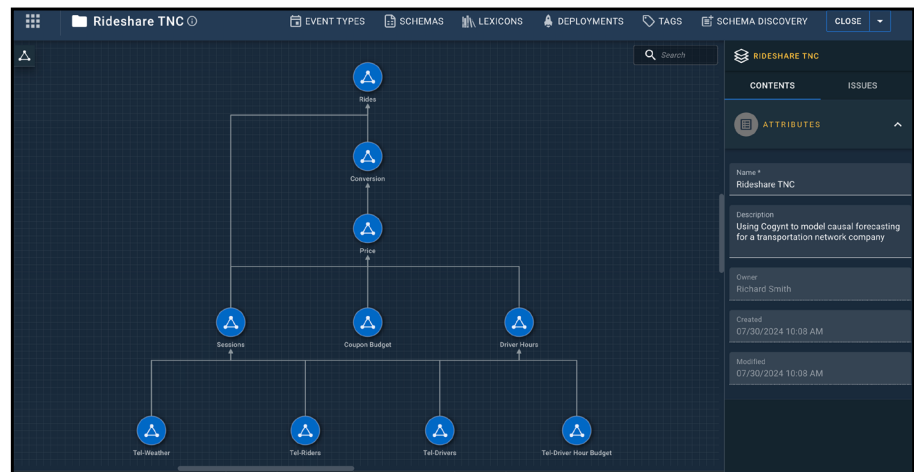 Rideshare TNC
EVENT TYPES
SCHEMAS
LEXICONS
DEPLOYMENTS
TAGS
SCHEMA DISCOVERY
CLOSE
Search
Rides
Conversion
Price
Sessions
Coupon Budget
Driver Hours
Tel-Weather
Tel-Riders
Tel-Drivers
Tel-Driver Hour Budget
RIDESHARE TNC
CONTENTS
ISSUES
ATTRIBUTES
Name *
Rideshare TNC
Description
Using Cogynt to model causal forecasting
for a transportation network company
Owner
Richard Smith
Created
07/30/2024 10:08 AM
Modified
07/30/2024 10:08 AM